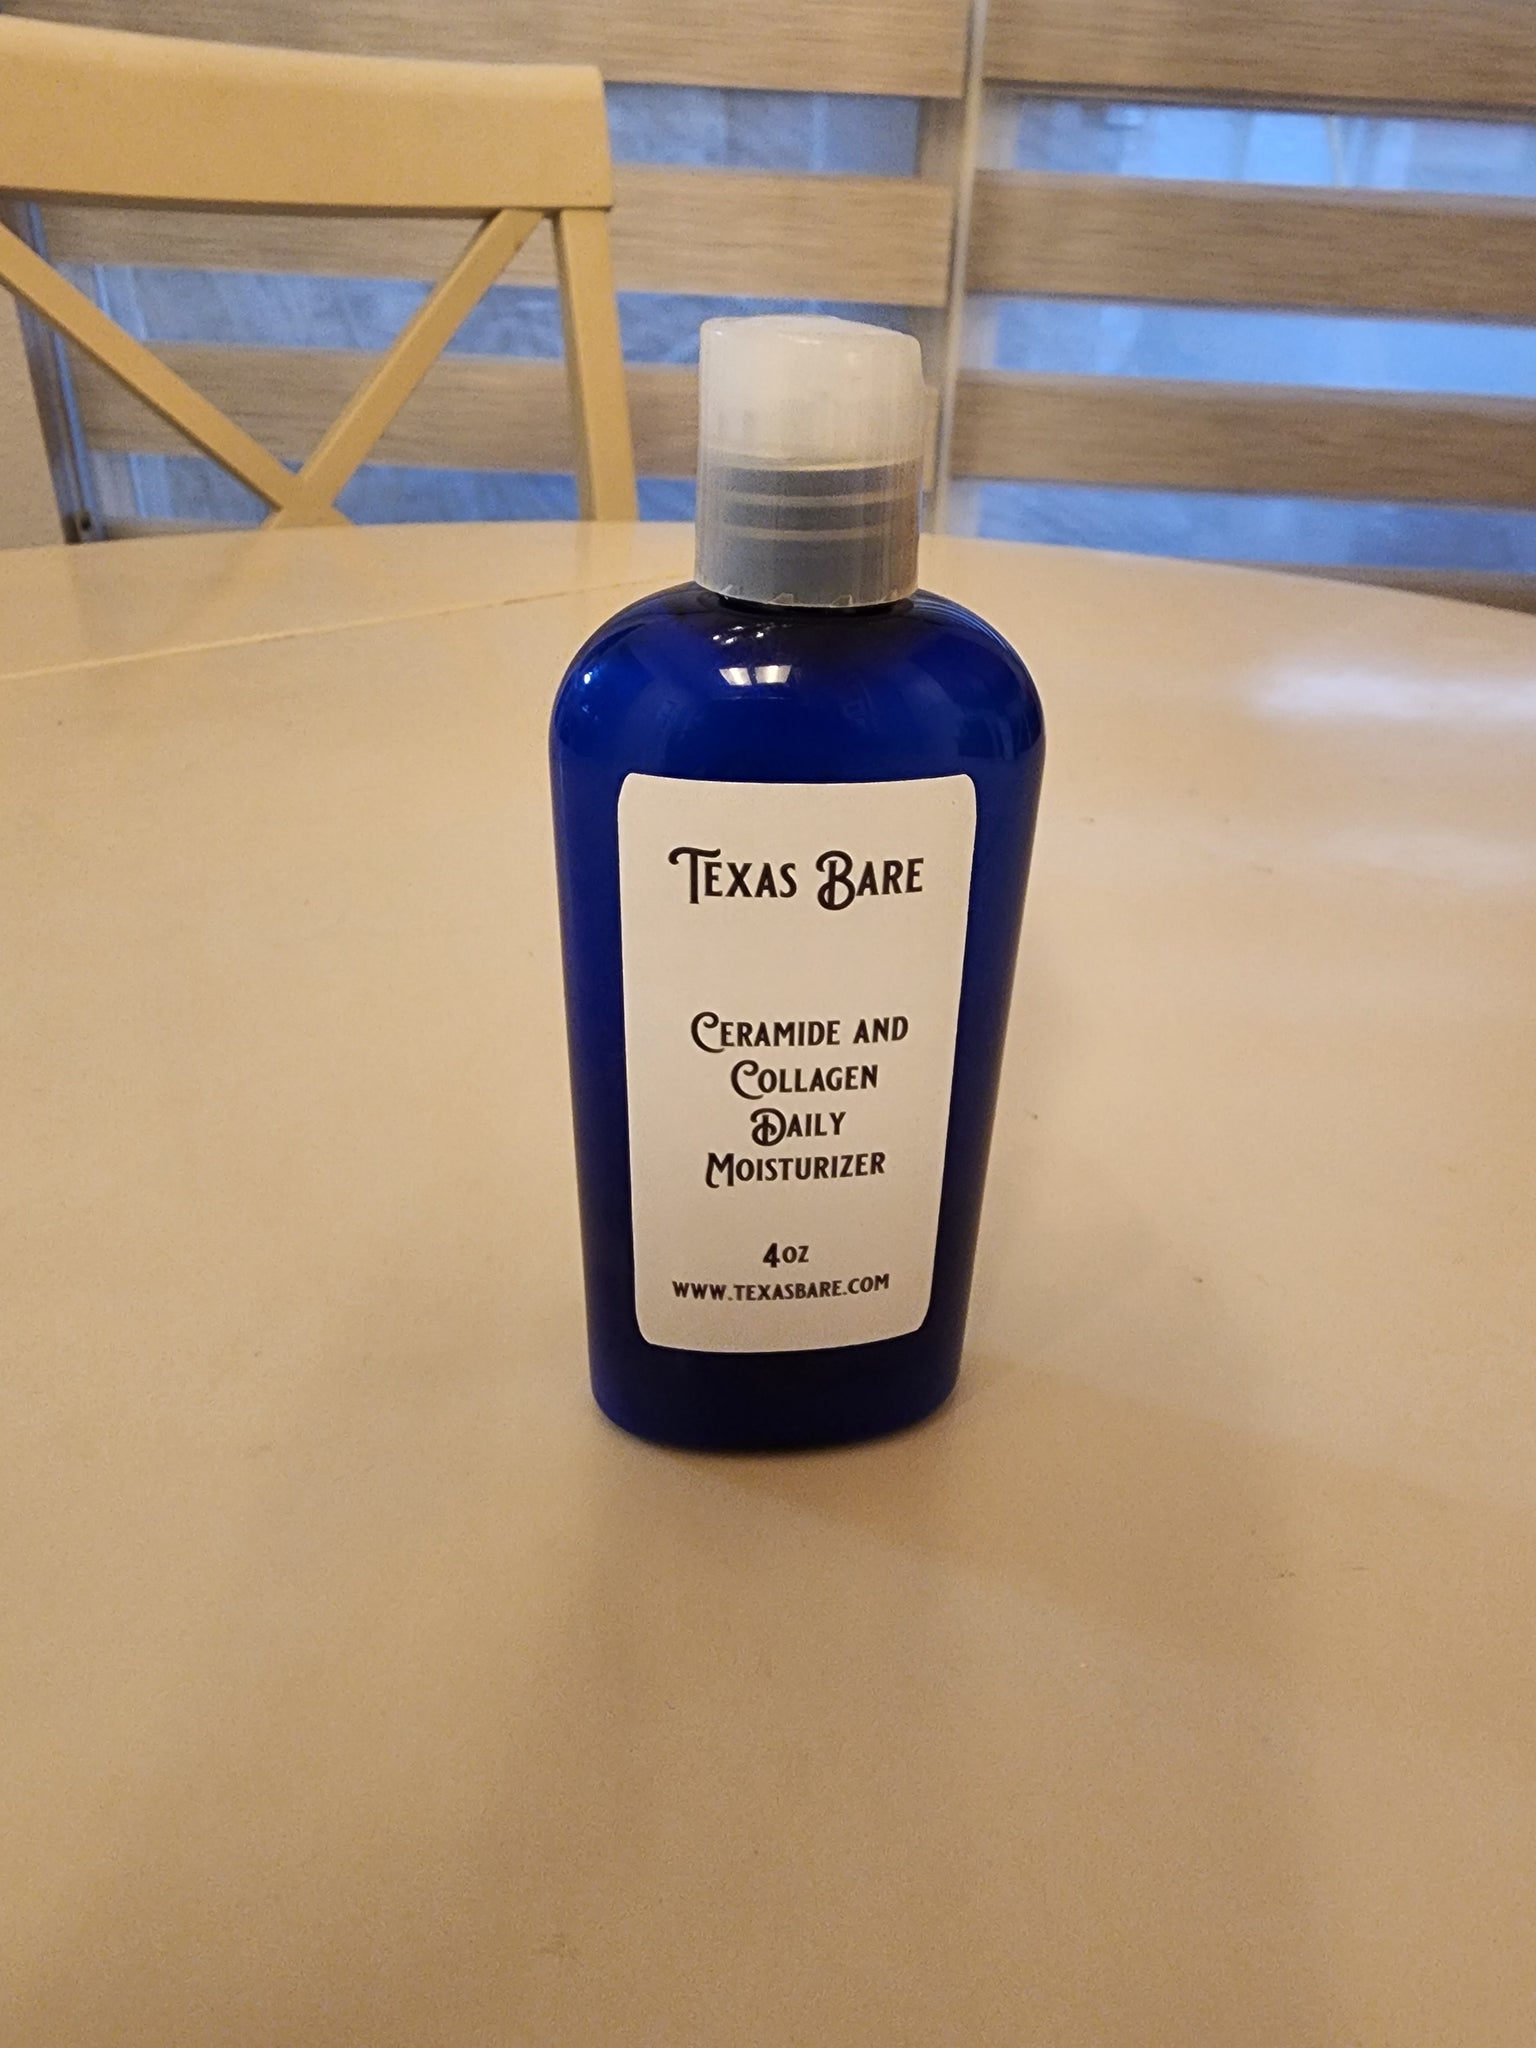 Texas Bare
Ceramide and
Collagen
Daily
Moisturizer
4oz
www.texasbare.com